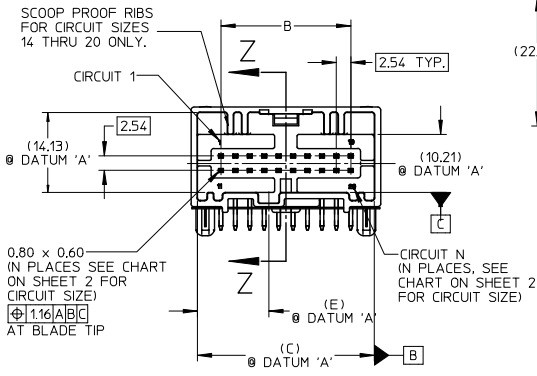 SCOOP PROOF RIBS
FOR CIRCUIT SIZES
14 THRU 20 ONLY.
B
Z
2.54 TYP.
(22
CIRCUIT 1
2.54
(14,13)
@ DATUM 'A'
(10.21)
@ DATUM 'A'
C
0.80 x 0.60
(N PLACES SEE CHART
ON SHEET 2 FOR
CIRCUIT SIZE)
⌖ 1.16 A B C
AT BLADE TIP
Z
CIRCUIT N
(N PLACES, SEE
CHART ON SHEET 2
FOR CIRCUIT SIZE)
(E)
@ DATUM 'A'
(C)
@ DATUM 'A'
B